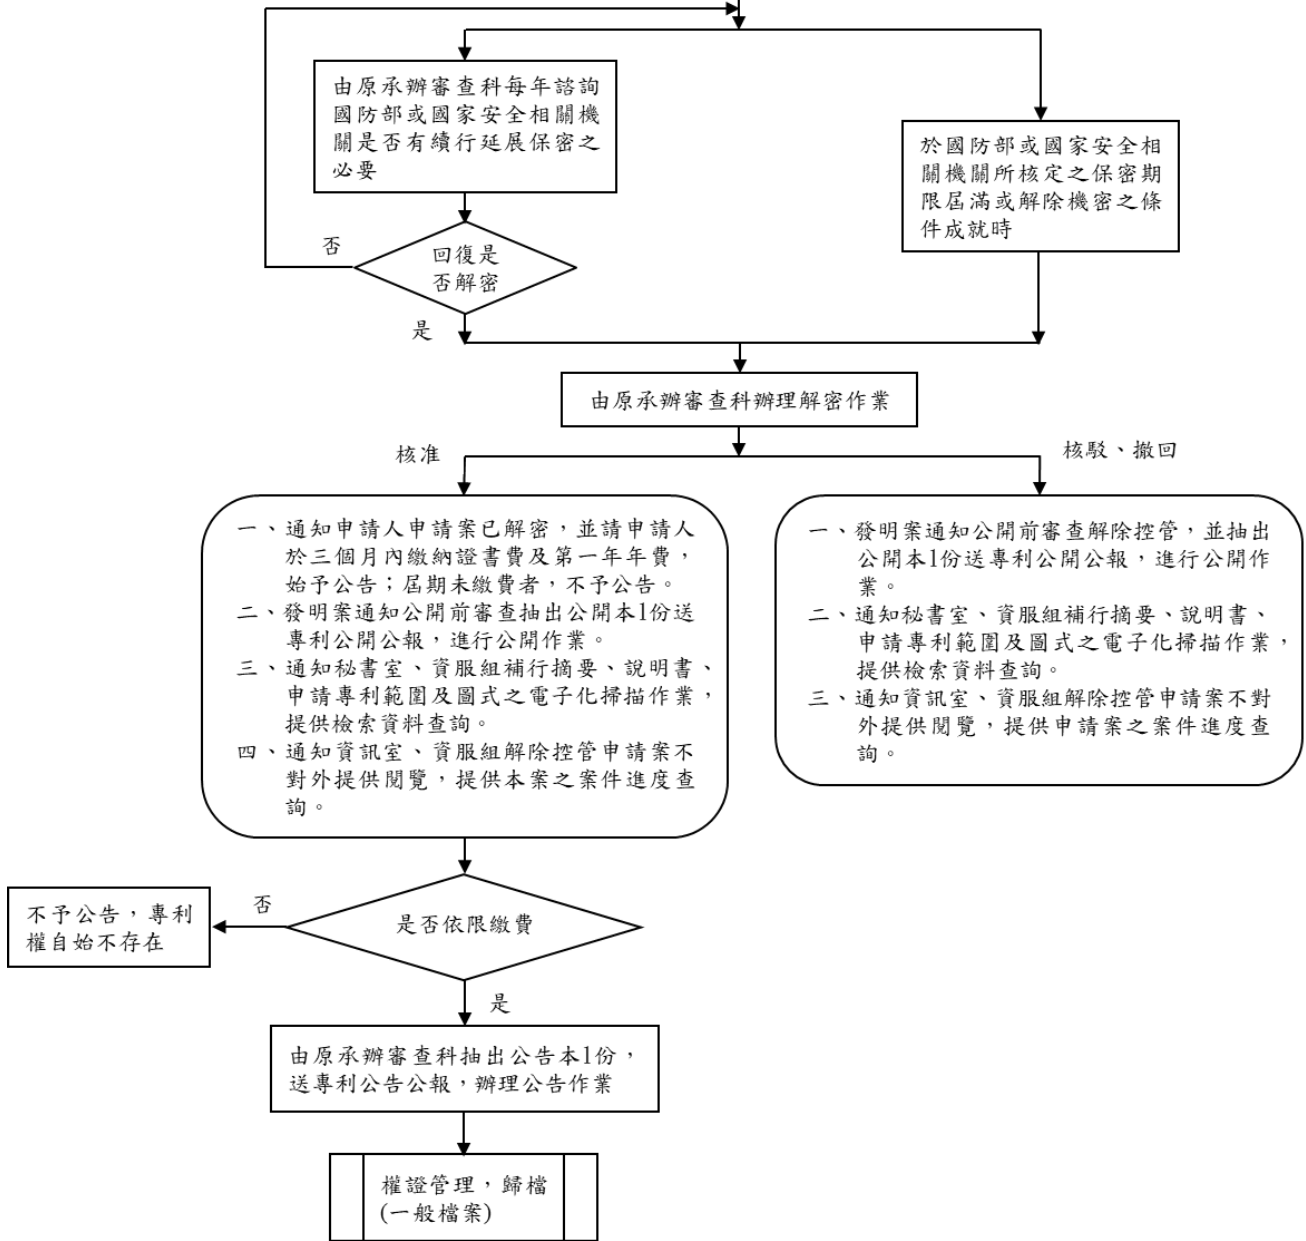 由原承辦審查科每年諮詢
國防部或國家安全相關機
關是否有續行延展保密之
必要
於國防部或國家安全相
關機關所核定之保密期
限屆滿或解除機密之條
件成就時
否
回復是
否解密
是
由原承辦審查科辦理解密作業
核准
核駁、撤回
一、通知申請人申請案已解密，並請申請人
於三個月內繳納證書費及第一年年費，
始予公告；屆期未繳費者，不予公告。
二、發明案通知公開前審查抽出公開本1份送
專利公開公報，進行公開作業。
三、通知秘書室、資服組補行摘要、說明書、
申請專利範圍及圖式之電子化掃描作業，
提供檢索資料查詢。
四、通知資訊室、資服組解除控管申請案不
對外提供閱覽，提供本案之案件進度查
詢。
一、發明案通知公開前審查解除控管，並抽出
公開本1份送專利公開公報，進行公開作
業。
二、通知秘書室、資服組補行摘要、說明書、
申請專利範圍及圖式之電子化掃描作業，
提供檢索資料查詢。
三、通知資訊室、資服組解除控管申請案不對
外提供閱覽，提供申請案之案件進度查
詢。
不予公告，專利
權自始不存在
否
是否依限繳費
是
由原承辦審查科抽出公告本1份，
送專利公告公報，辦理公告作業
權證管理，歸檔
(一般檔案)